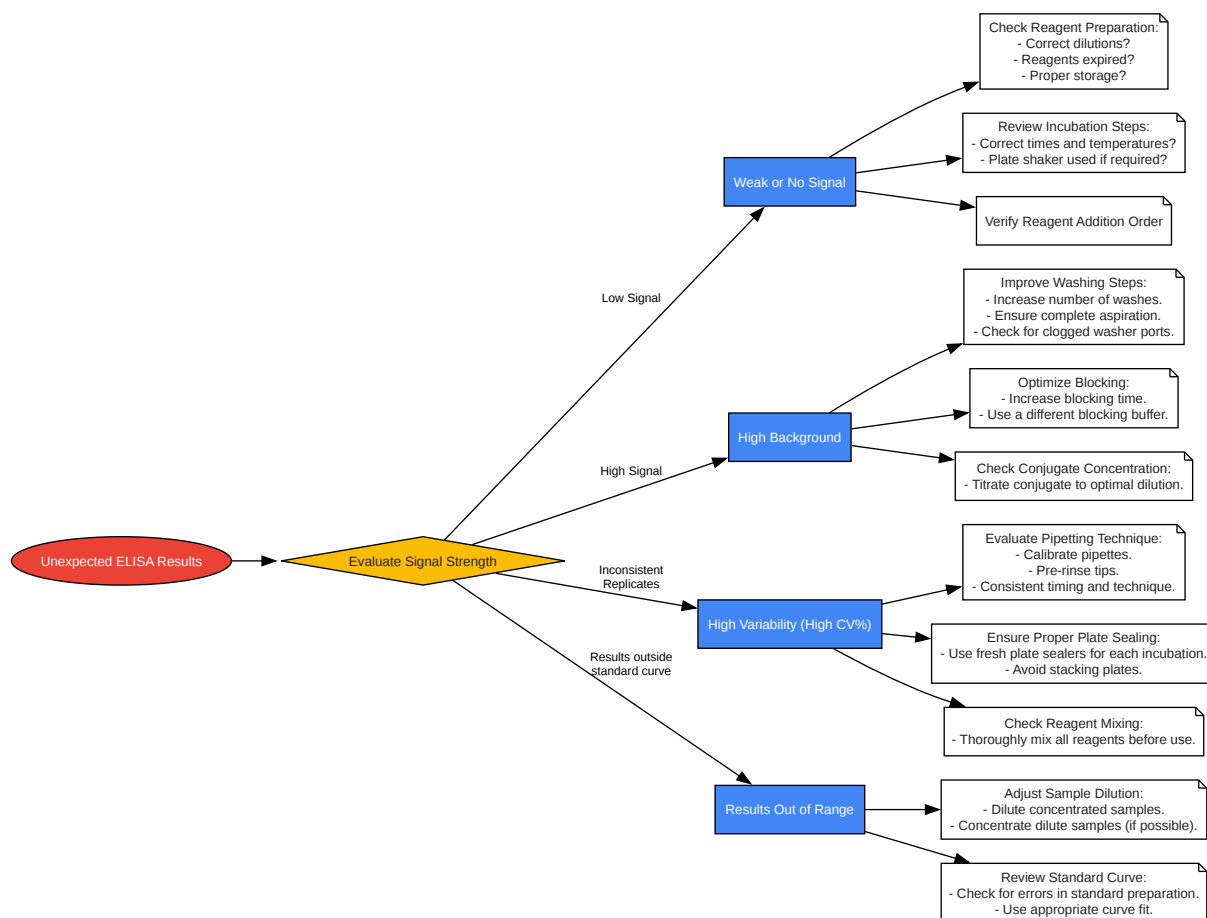 Unexpected ELISA Results
Evaluate Signal Strength
Low Signal
High Signal
Inconsistent
Replicates
Results outside
standard curve
Weak or No Signal
Check Reagent Preparation:
- Correct dilutions?
- Reagents expired?
- Proper storage?
Review Incubation Steps:
- Correct times and temperatures?
- Plate shaker used if required?
Verify Reagent Addition Order
High Background
Improve Washing Steps:
- Increase number of washes.
- Ensure complete aspiration.
- Check for clogged washer ports.
Optimize Blocking:
- Increase blocking time.
- Use a different blocking buffer.
Check Conjugate Concentration:
- Titrate conjugate to optimal dilution.
High Variability (High CV%)
Evaluate Pipetting Technique:
- Calibrate pipettes.
- Pre-rinse tips.
- Consistent timing and technique.
Ensure Proper Plate Sealing:
- Use fresh plate sealers for each incubation.
- Avoid stacking plates.
Check Reagent Mixing:
- Thoroughly mix all reagents before use.
Results Out of Range
Adjust Sample Dilution:
- Dilute concentrated samples.
- Concentrate dilute samples (if possible).
Review Standard Curve:
- Check for errors in standard preparation.
- Use appropriate curve fit.